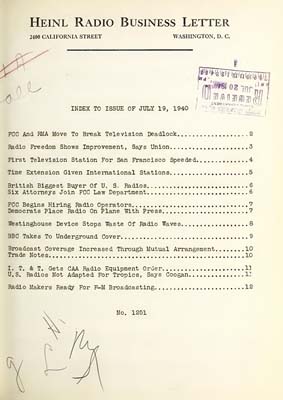 HEINL RADIO BUSINESS LETTER
2400 CALIFORNIA STREET WASHINGTON, D. C.
all
INDEX TO ISSUE OF JULY 19, 1940
FCC And RMA Move To Break Television Deadlock....................2
Radio Freedom Shows Improvement, Says Union.....................3
First Television Station For San Francisco Speeded..............4
Time Extension Given International Stations.....................5
British Biggest Buyer Of U. S. Radios...........................6
Six Attorneys Join FCC Law Department...........................6
FCC Begins Hiring Radio Operators...............................7
Democrats Place Radio On Plane With Press.......................7
Westinghouse Device Stops Waste Of Radio Waves..................8
NBC Takes To Underground Cover..................................9
Broadcast Coverage Increased Through Mutual Arrangement........10
Trade Notes....................................................10
I. T. & T. Gets CAA Radio Equipment Order......................11
U.S. Radios Not Adapted For Tropics, Says Coogan...............11
Radio Makers Ready For F-M Broadcasting........................12
No. 1251